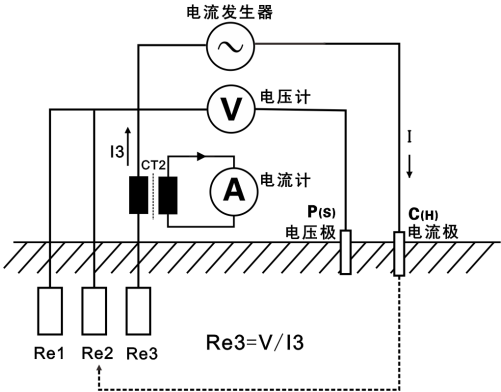 电流发生器
V
电压计
I3
CT2
I
A
电流计
P(S)
电压极
C(H)
电流极
Re1
Re2
Re3
Re3=V/I3